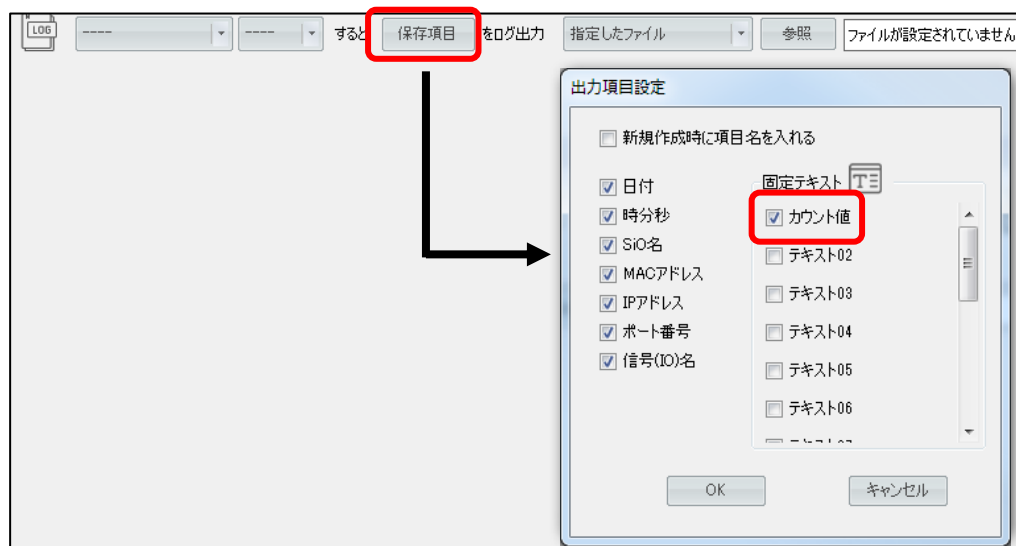 LOG ---- ---- すると 保存項目 をログ出力 指定したファイル 参照 ファイルが設定されていません
出力項目設定
新規作成時に項目名を入れる
日付
時分秒
SiO名
MACアドレス
IPアドレス
ポート番号
信号(IO)名
固定テキスト T
カウント値
テキスト02
テキスト03
テキスト04
テキスト05
テキスト06
OK キャンセル